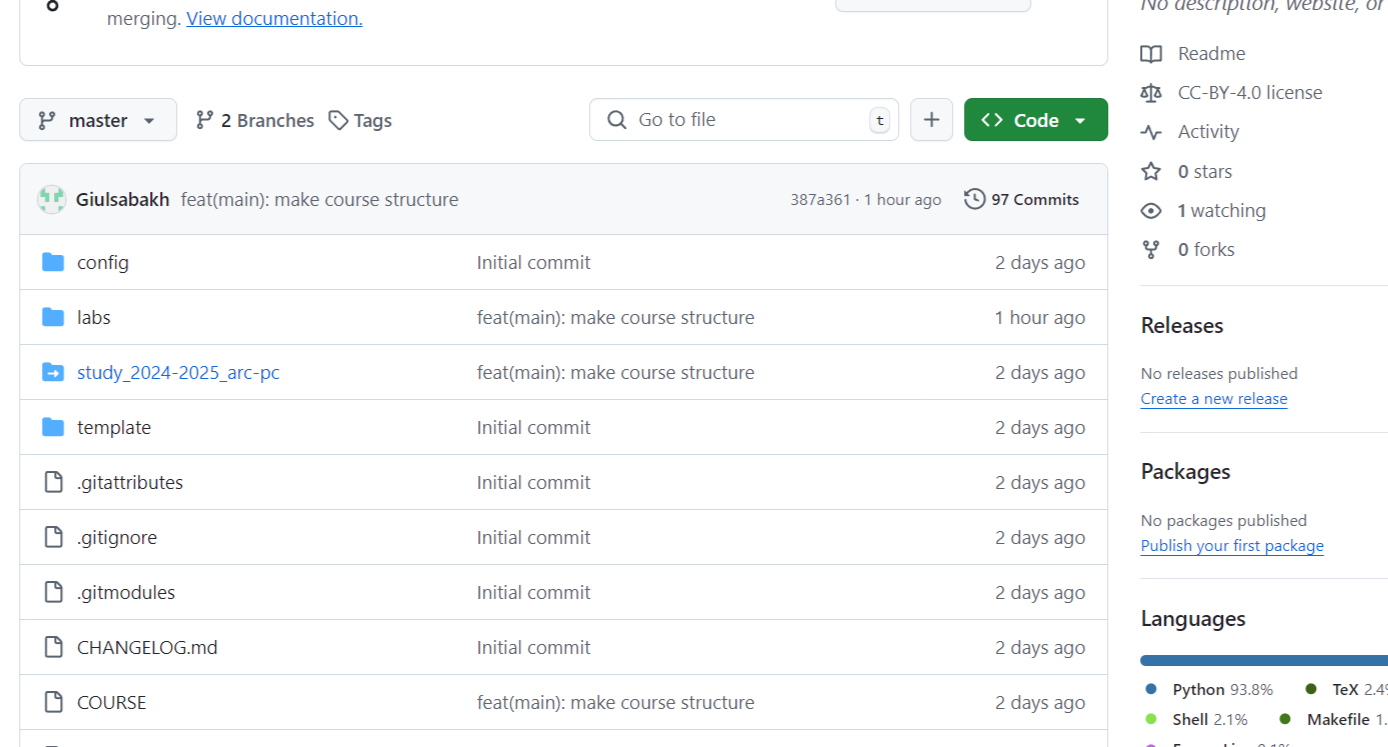 merging. View documentation.
master
2 Branches
Tags
Go to file
t
Code
Giulsabakh feat(main): make course structure 387a361 · 1 hour ago 97 Commits
config Initial commit 2 days ago
labs feat(main): make course structure 1 hour ago
study_2024-2025_arc-pc feat(main): make course structure 2 days ago
template Initial commit 2 days ago
.gitattributes Initial commit 2 days ago
.gitignore Initial commit 2 days ago
.gitmodules Initial commit 2 days ago
CHANGELOG.md Initial commit 2 days ago
COURSE feat(main): make course structure 2 days ago
No description, website, or
Readme
CC-BY-4.0 license
Activity
0 stars
1 watching
0 forks
Releases
No releases published
Create a new release
Packages
No packages published
Publish your first package
Languages
Python 93.8% TeX 2.4%
Shell 2.1% Makefile 1.